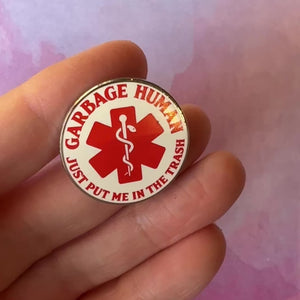 GARBAGE HUMAN
JUST PUT ME IN THE TRASH